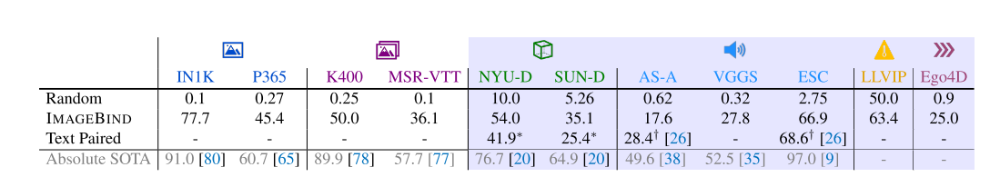 IN1K P365 K400 MSR-VTT NYU-D SUN-D AS-A VGGS ESC LLVIP Ego4D
Random 0.1 0.27 0.25 0.1 10.0 5.26 0.62 0.32 2.75 50.0 0.9
IMAGEBIND 77.7 45.4 50.0 36.1 54.0 35.1 17.6 27.8 66.9 63.4 25.0
Text Paired - - - - 41.9* 25.4* 28.4† [26] - 68.6† [26] - -
Absolute SOTA 91.0 [80] 60.7 [65] 89.9 [78] 57.7 [77] 76.7 [20] 64.9 [20] 49.6 [38] 52.5 [35] 97.0 [9] - -